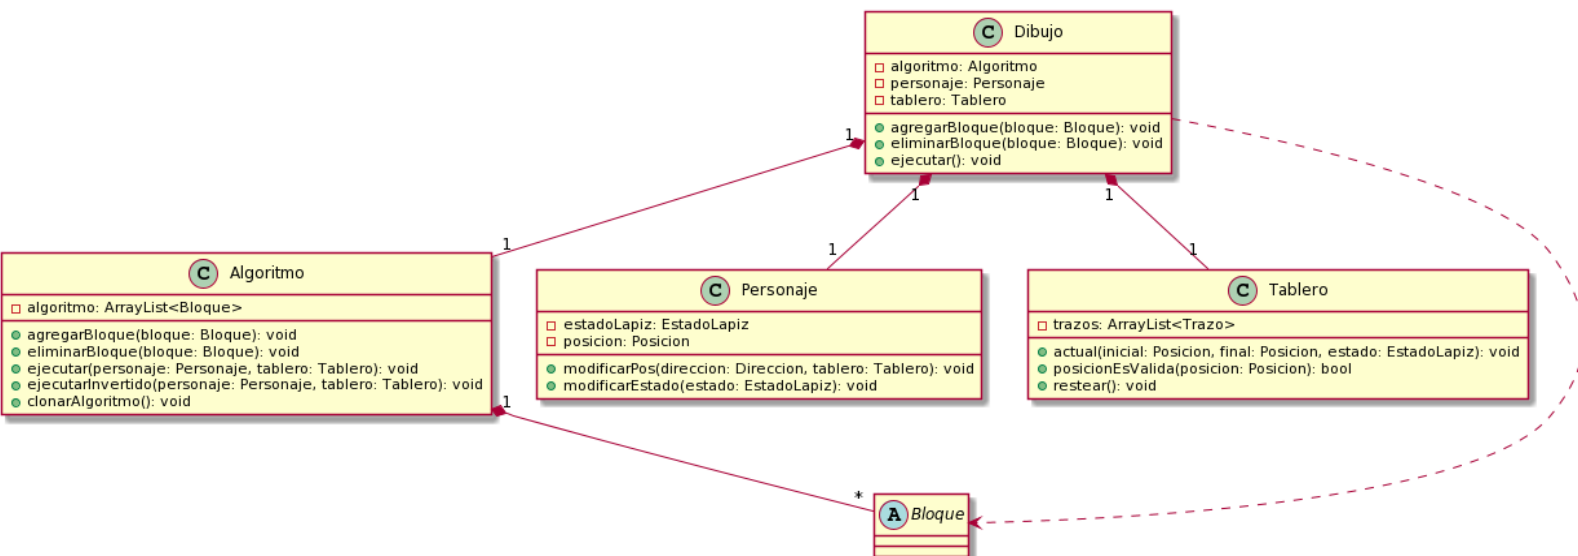 C Dibujo
algoritmo: Algoritmo
personaje: Personaje
tablero: Tablero
agregarBloque(bloque: Bloque): void
eliminarBloque(bloque: Bloque): void
ejecutar(): void
1
1
1
1
1
1
C Algoritmo
algoritmo: ArrayList<Bloque>
agregarBloque(bloque: Bloque): void
eliminarBloque(bloque: Bloque): void
ejecutar(personaje: Personaje, tablero: Tablero): void
ejecutarInvertido(personaje: Personaje, tablero: Tablero): void
clonarAlgoritmo(): void
C Personaje
estadoLapiz: EstadoLapiz
posicion: Posicion
modificarPos(direccion: Direccion, tablero: Tablero): void
modificarEstado(estado: EstadoLapiz): void
C Tablero
trazos: ArrayList<Trazo>
actual(inicial: Posicion, final: Posicion, estado: EstadoLapiz): void
posicionEsValida(posicion: Posicion): bool
restear(): void
1
*
A Bloque